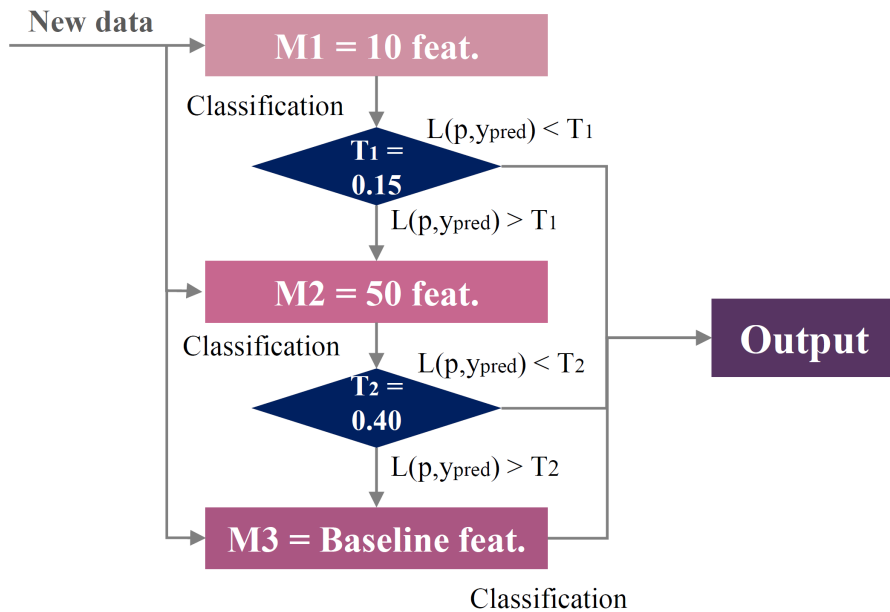 New data
M1 = 10 feat.
Classification
L(p,ypred) < T1
T1 =
0.15
L(p,ypred) > T1
M2 = 50 feat.
Classification
L(p,ypred) < T2
T2 =
0.40
Output
L(p,ypred) > T2
M3 = Baseline feat.
Classification